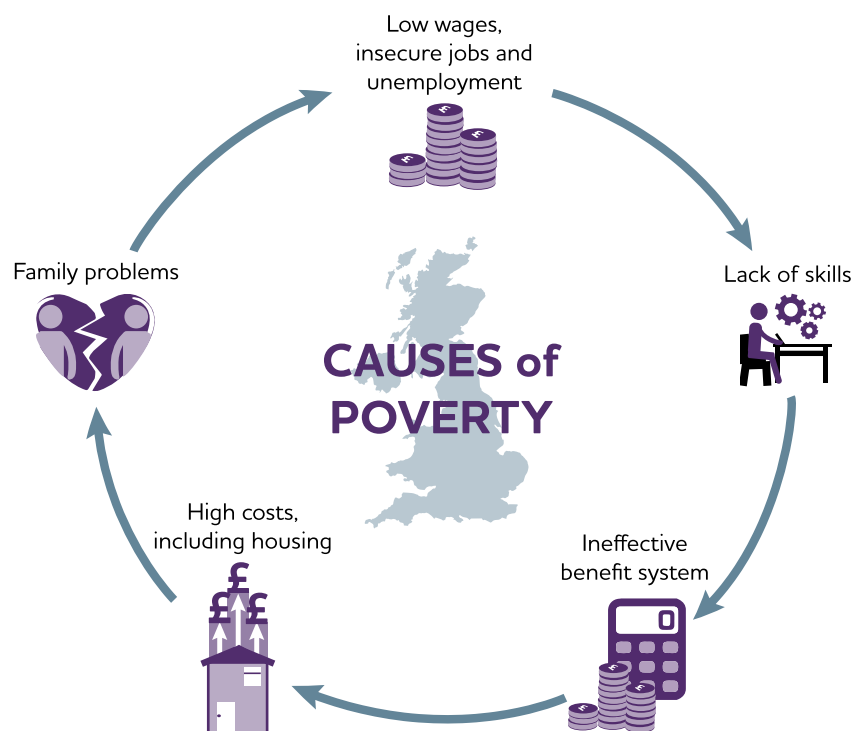 Low wages,
insecure jobs and
unemployment
£
£
£
Family problems
Lack of skills
CAUSES of
POVERTY
High costs,
including housing
£
£
£
Ineffective
benefit system
0
£
£
£